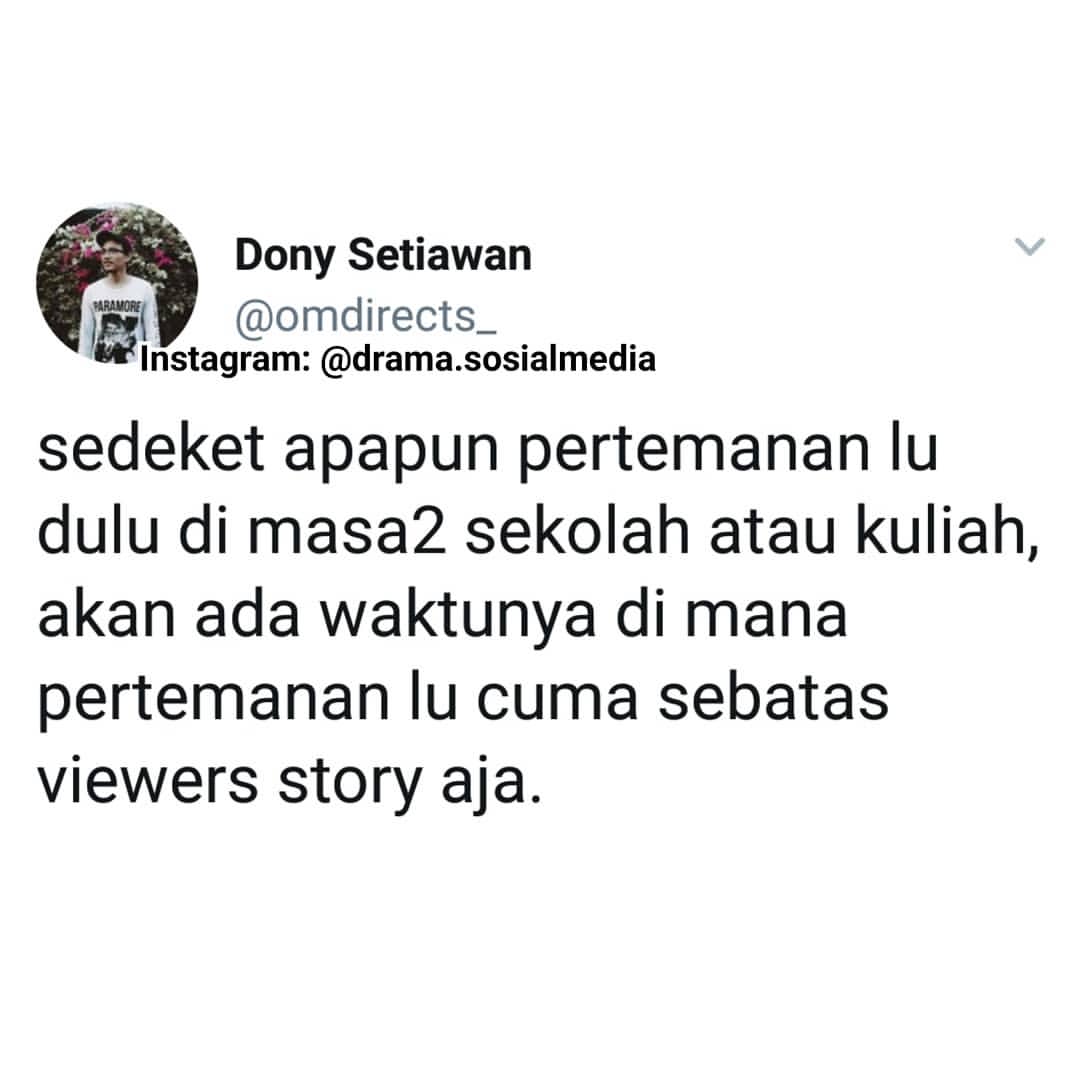 Dony Setiawan
@omdirects_
Instagram: @drama.sosialmedia
PARAMORE
sedeket apapun pertemanan lu
dulu di masa2 sekolah atau kuliah,
akan ada waktunya di mana
pertemanan lu cuma sebatas
viewers story aja.